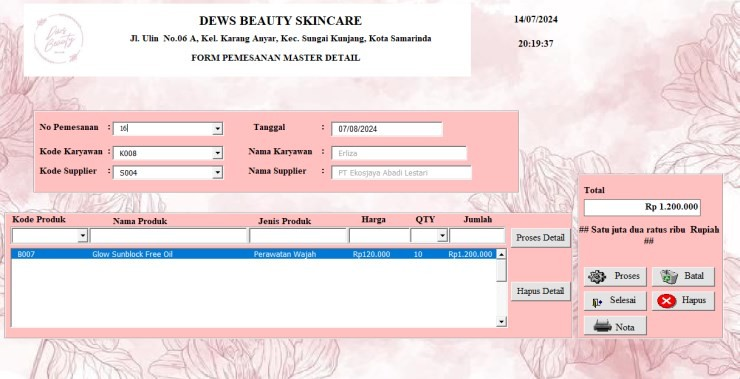 Dews
Beauty
DEWS BEAUTY SKINCARE
Jl. Ulin No.06 A, Kel. Karang Anyar, Kec. Sungai Kunjang, Kota Samarinda
FORM PEMESANAN MASTER DETAIL
14/07/2024
20:19:37
No Pemesanan : 16
Tanggal : 07/08/2024
Kode Karyawan : K008
Nama Karyawan : Erliza
Kode Supplier : S004
Nama Supplier : PT Ekosjaya Abadi Lestari
Kode Produk Nama Produk Jenis Produk Harga QTY Jumlah
B007 Glow Sunblock Free Oil Perawatan Wajah Rp120.000 10 Rp1.200.000
Proses Detail
Hapus Detail
Total
Rp 1.200.000
## Satu juta dua ratus ribu Rupiah
##
Proses Batal
Selesai Hapus
Nota